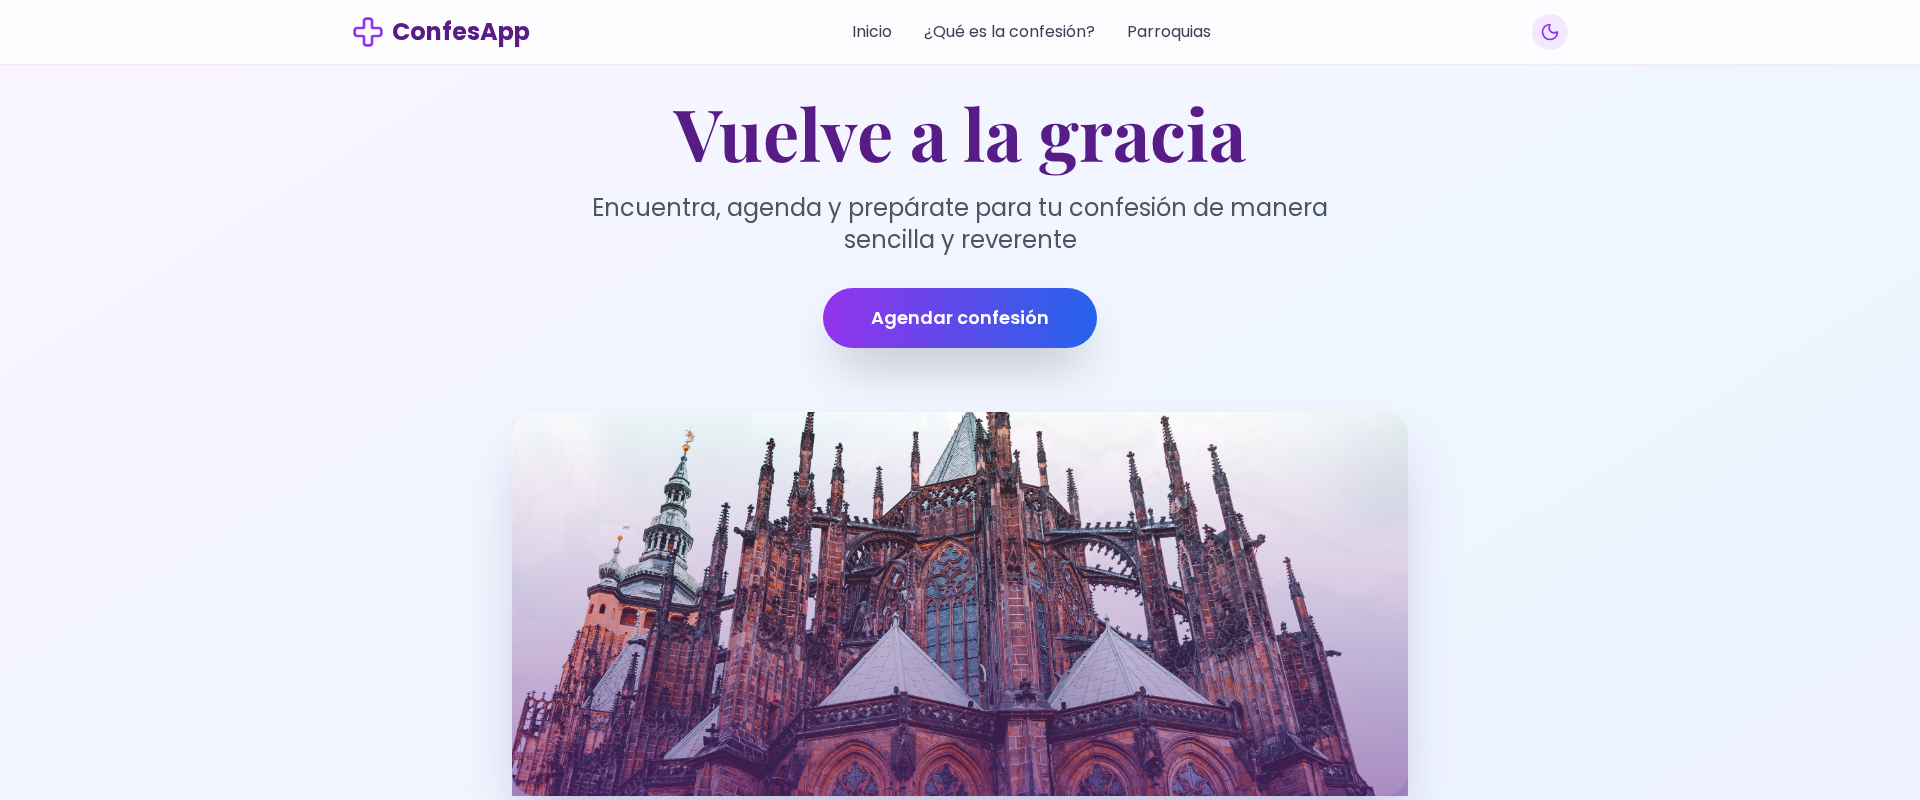 ConfesApp
Inicio
¿Qué es la confesión?
Parroquias
Vuelve a la gracia
Encuentra, agenda y prepárate para tu confesión de manera
sencilla y reverente
Agendar confesión